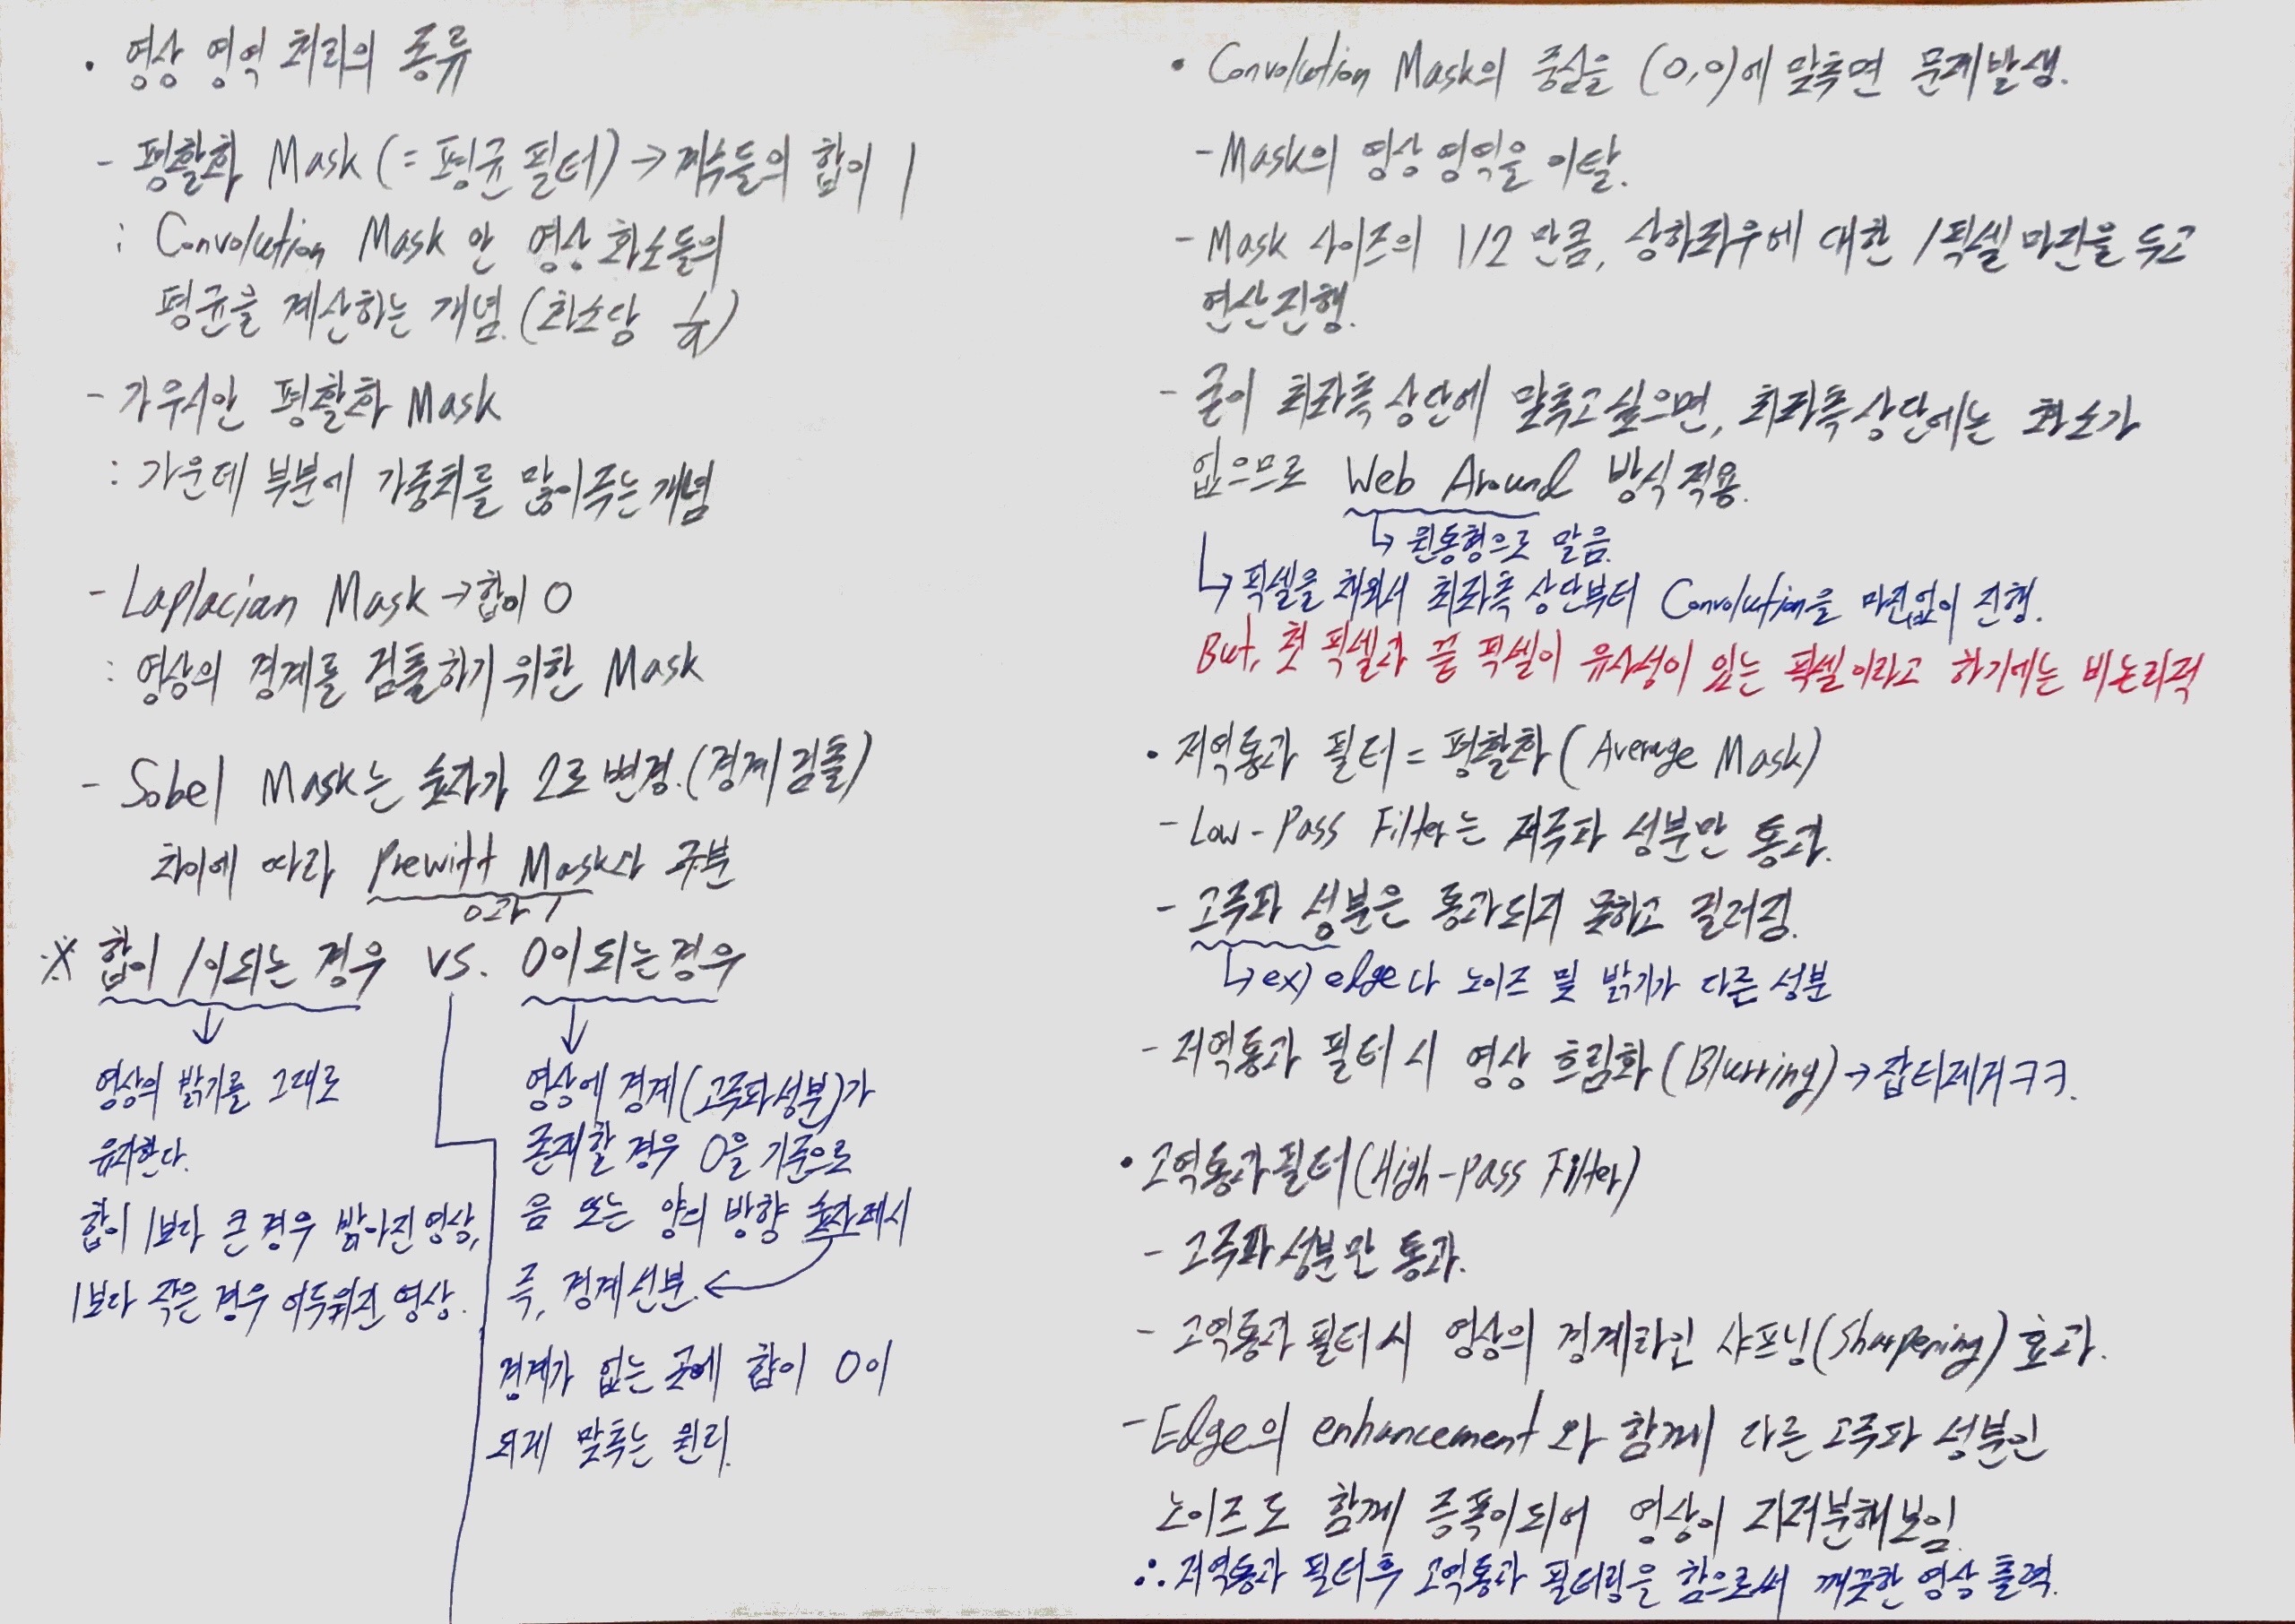 · 영상 영역 처리의 종류
- 평활화 Mask (= 평균 필터) → 계수들의 합이 1
: Convolution Mask 안 영상 화소들의
평균을 계산하는 개념. (화소당 1/9)
- 가우시안 평활화 Mask
: 가운데 부분에 가중치를 많이 주는 개념
- Laplacian Mask → 합이 0
: 영상의 경계를 검출하기 위한 Mask
- Sobel Mask는 숫자가 2로 변경. (경계 검출)
차이에 따라 Prewitt Mask와 구분
0과 1
※ 합이 1이 되는 경우 vs. 0이 되는 경우
↓
영상의 밝기를 그대로
유지한다.
합이 1보다 큰 경우 밝아진 영상,
1보다 작은 경우 어두워진 영상.
↓
영상에 경계(고주파 성분)가
존재할 경우 0을 기준으로
음 또는 양의 방향 숫자 제시
즉, 경계 선분. ←
경계가 없는 곳에 합이 0이
되게 맞추는 원리.
· Convolution Mask의 중심을 (0,0)에 맞추면 문제 발생.
- Mask의 영상 영역을 이탈.
- Mask 사이즈의 1/2 만큼, 상하좌우에 대한 1픽셀 마진을 두고
연산 진행.
- 굳이 최좌측 상단에 맞추고 싶으면, 최좌측 상단에는 화소가
없으므로 Web Around 방식 적용.
↳ 원통형으로 말음.
↳ 픽셀을 채워서 최좌측 상단부터 Convolution을 마진없이 진행.
But, 첫 픽셀과 끝 픽셀이 유사성이 있는 픽셀이라고 하기에는 비논리적
· 저역통과 필터 = 평활화 (Average Mask)
- Low-Pass Filter는 저주파 성분만 통과.
- 고주파 성분은 통과되지 못하고 걸러짐.
↳ ex) edge나 노이즈 및 밝기가 다른 성분
- 저역통과 필터 시 영상 흐림화 (Blurring) → 잡티제거 ㅋㅋ.
· 고역통과 필터 (High-Pass Filter)
- 고주파 성분만 통과.
- 고역통과 필터 시 영상의 경계라인 샤프닝 (Sharpening) 효과.
- Edge의 enhancement와 함께 다른 고주파 성분인
노이즈도 함께 증폭이 되어 영상이 지저분해 보임.
∴ 저역통과 필터 후 고역통과 필터링을 함으로써 깨끗한 영상 출력.